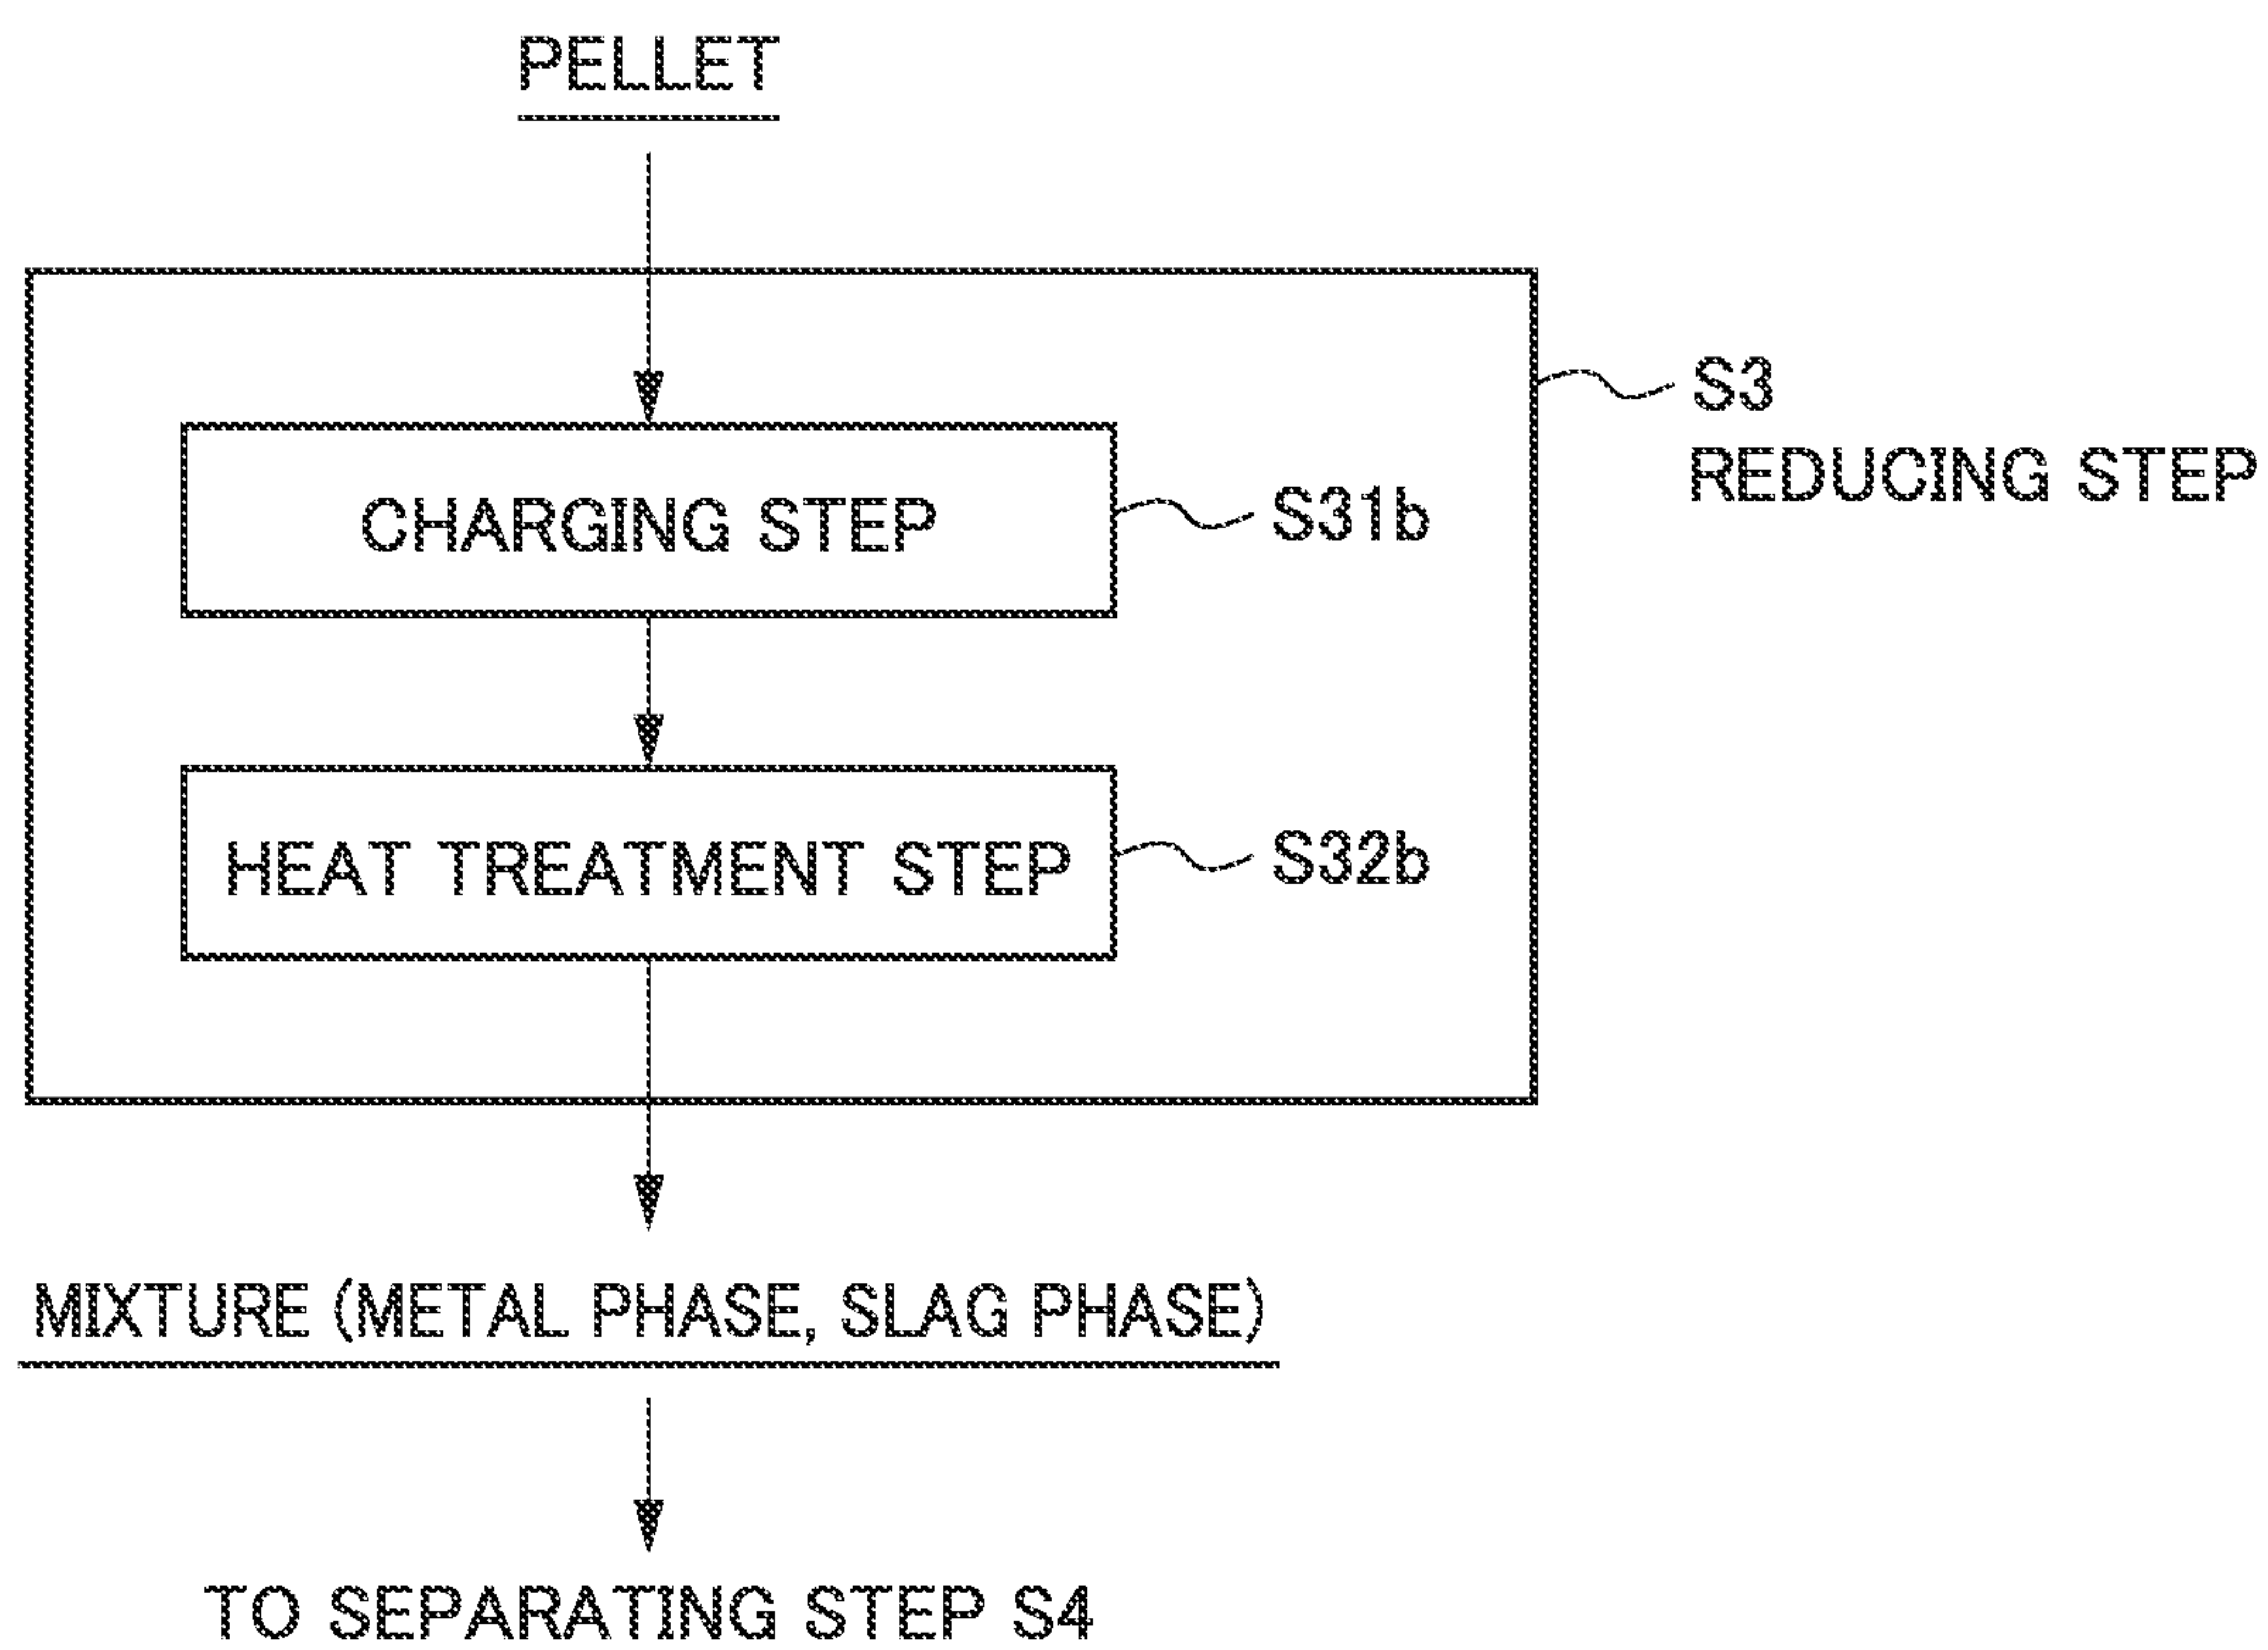 PELLET
S3
REDUCING STEP
CHARGING STEP
S31b
HEAT TREATMENT STEP
S32b
MIXTURE (METAL PHASE, SLAG PHASE)
TO SEPARATING STEP S4